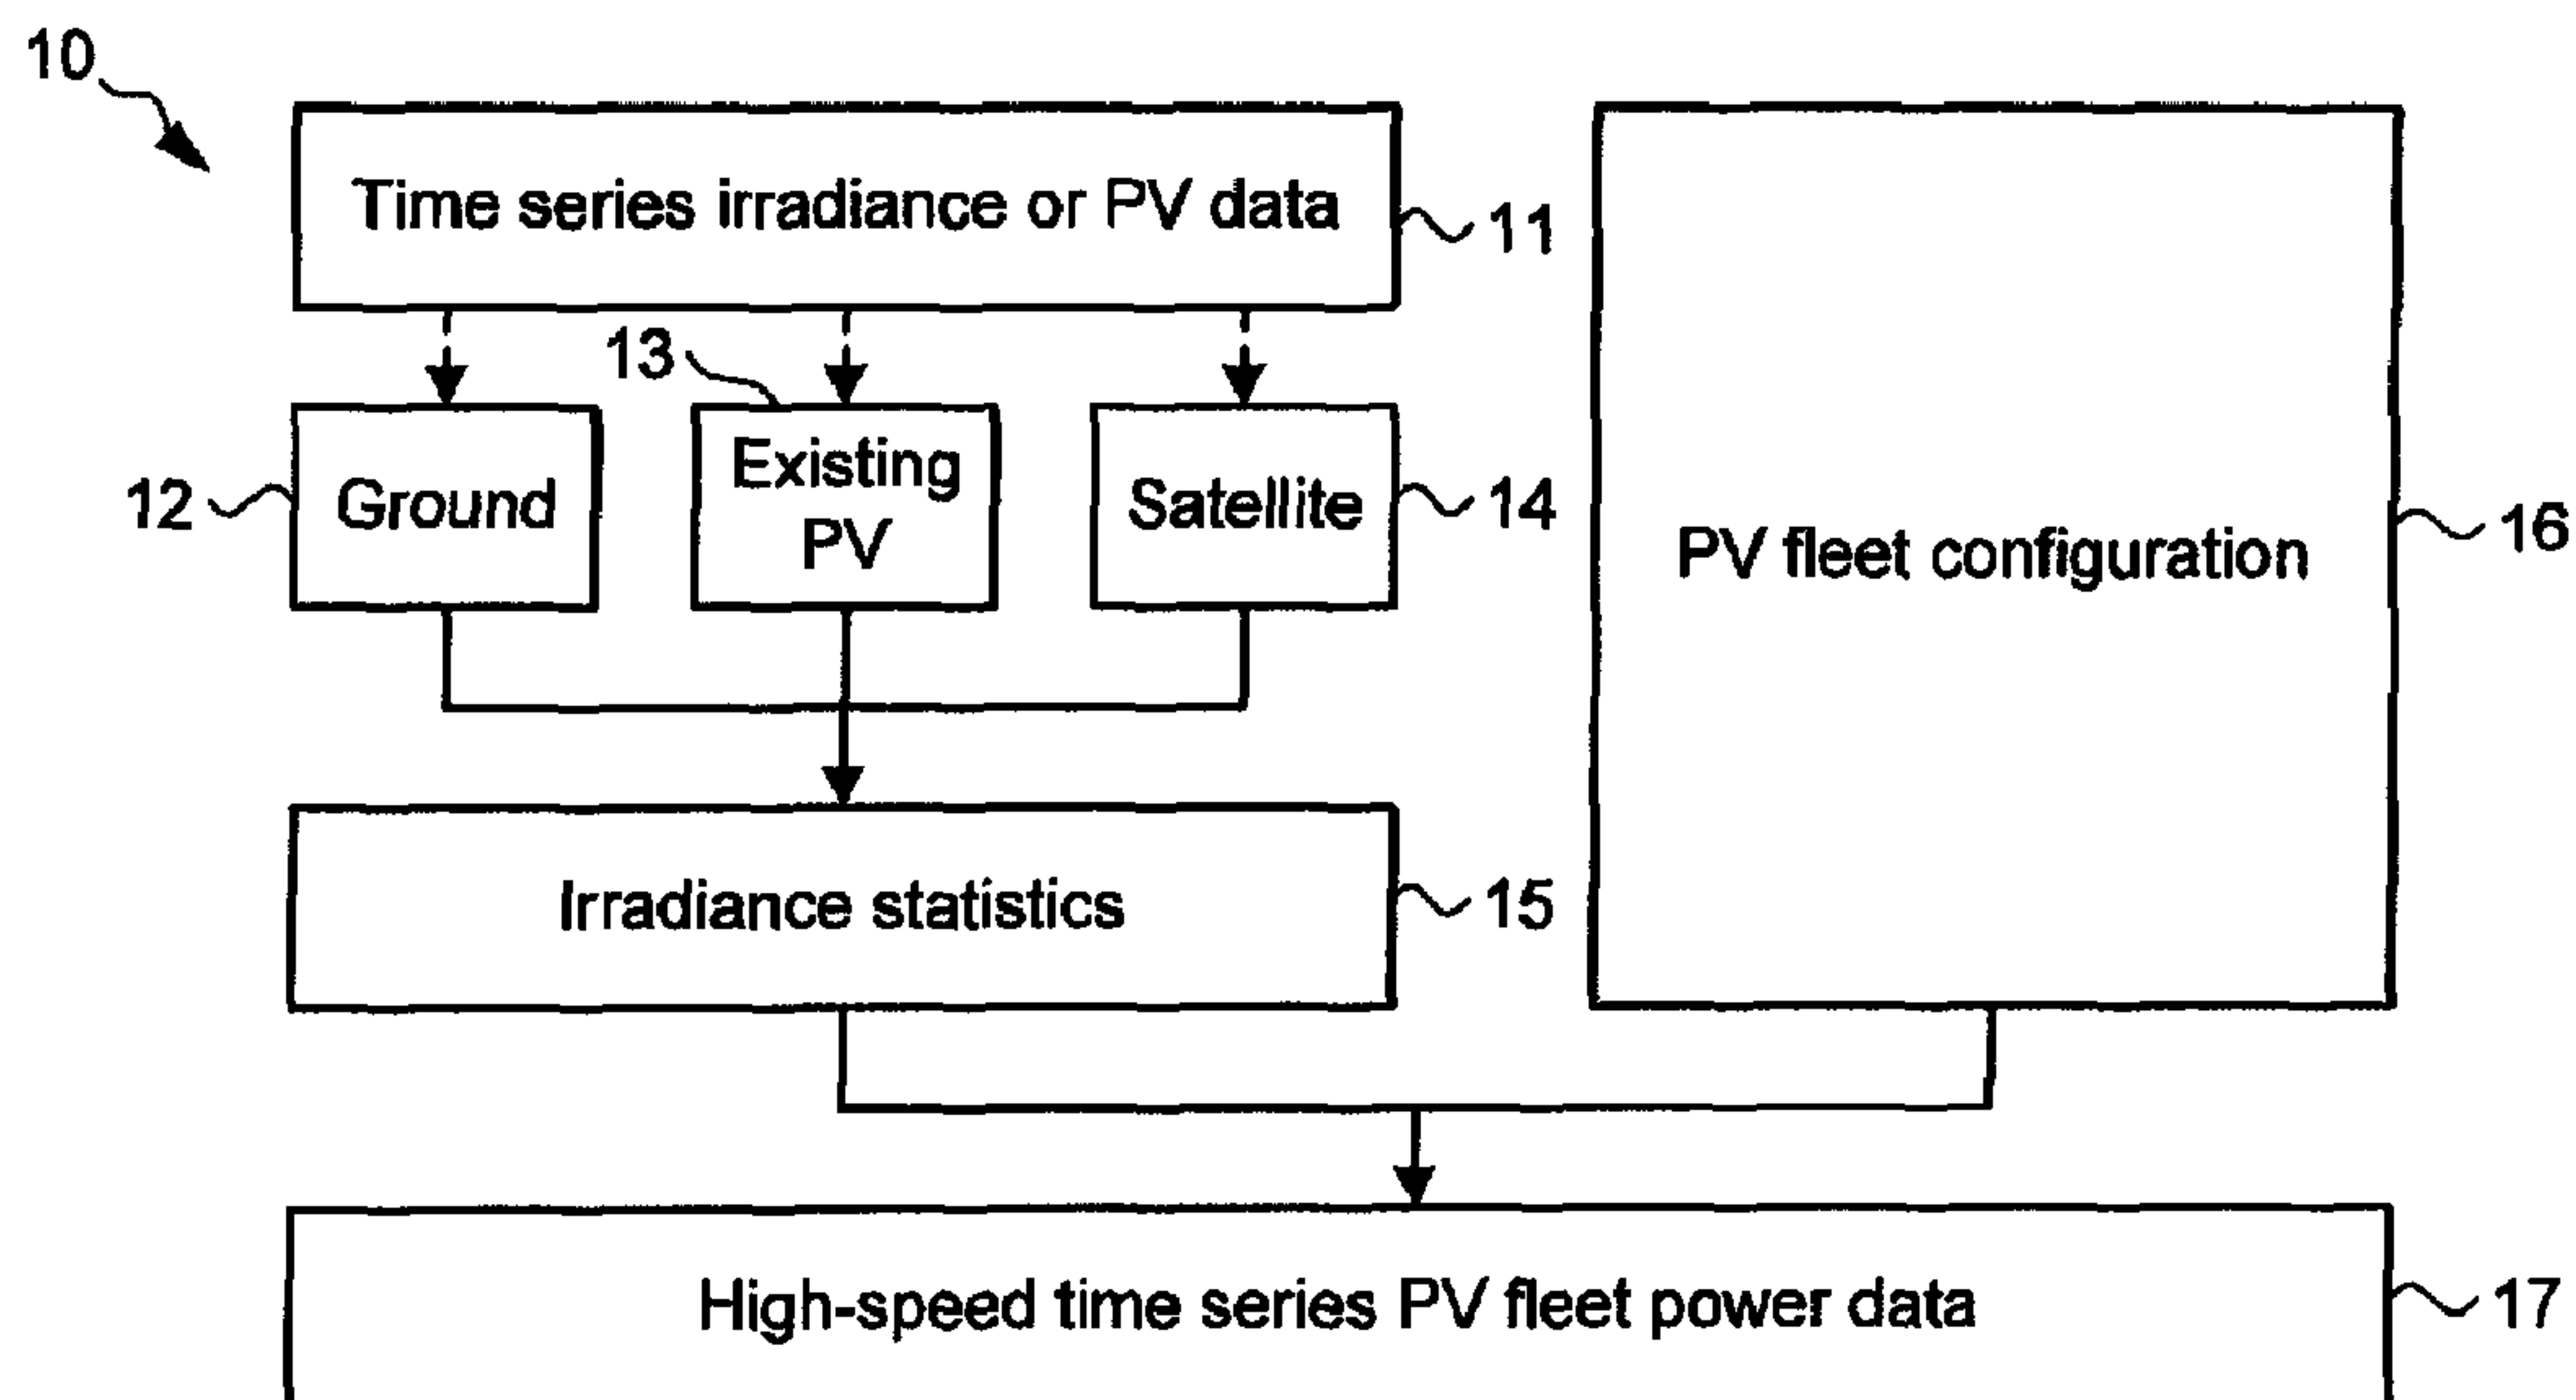 10
Time series irradiance or PV data
11
13
12
Ground
Existing
PV
Satellite
14
PV fleet configuration
16
Irradiance statistics
15
High-speed time series PV fleet power data
17